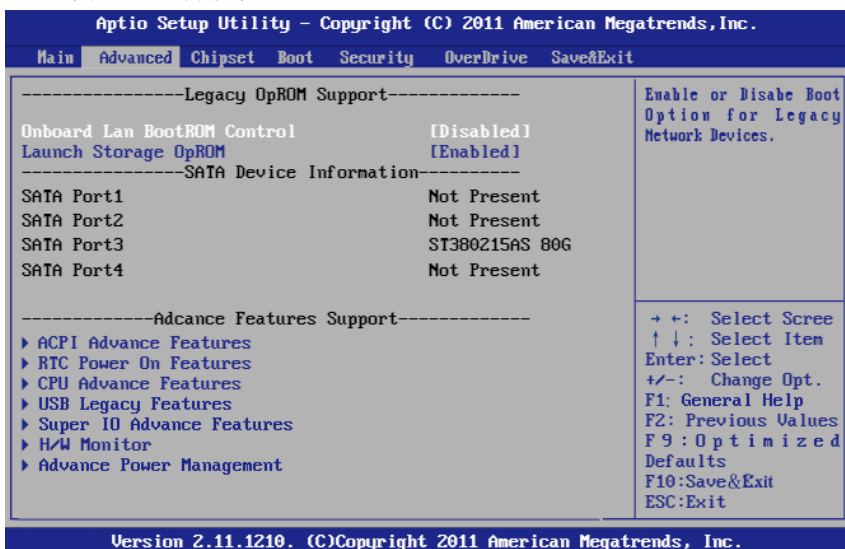 Aptio Setup Utility - Copyright (C) 2011 American Megatrends,Inc.
Main Advanced Chipset Boot Security OverDrive Save&Exit
----------------Legacy OpROM Support-------------
Onboard Lan BootROM Control [Disabled]
Launch Storage OpROM [Enabled]
----------------SATA Device Information----------
SATA Port1 Not Present
SATA Port2 Not Present
SATA Port3 ST380215AS 80G
SATA Port4 Not Present
-------------Adcance Features Support-------------
ACPI Advance Features
RTC Power On Features
CPU Advance Features
USB Legacy Features
Super IO Advance Features
H/W Monitor
Advance Power Management
Enable or Disabe Boot
Option for Legacy
Network Devices.
→ ←: Select Scree
↑↓: Select Item
Enter: Select
+/-: Change Opt.
F1: General Help
F2: Previous Values
F9:Optimized
Defaults
F10:Save&Exit
ESC:Exit
Version 2.11.1210. (C)Copyright 2011 American Megatrends, Inc.